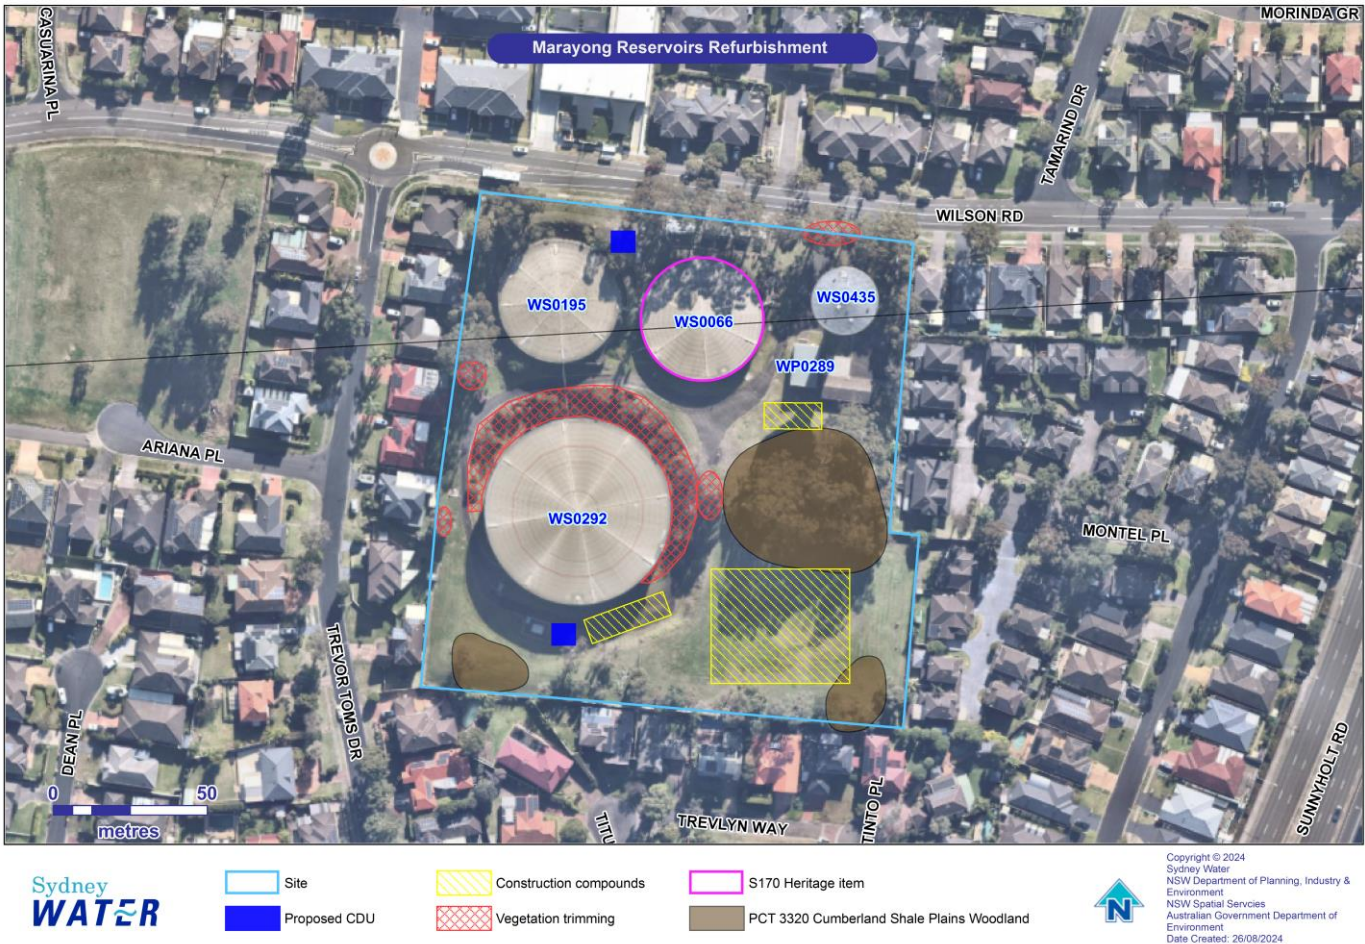 MORINDA GR
CASUARINA PL
Marayong Reservoirs Refurbishment
TAMARIND DR
WILSON RD
WS0195
WS0066
WS0435
WP0289
ARIANA PL
WS0292
MONTEL PL
TREVOR TOMS DR
DEAN PL
SUNNYHOLT RD
0 50
metres
TITU
TREVLYN WAY
TINTO PL
Sydney
WATER
Site
Proposed CDU
Construction compounds
Vegetation trimming
S170 Heritage item
PCT 3320 Cumberland Shale Plains Woodland
N
Copyright © 2024
Sydney Water
NSW Department of Planning, Industry &
Environment
NSW Spatial Servcies
Australian Government Department of
Environment
Date Created: 26/08/2024